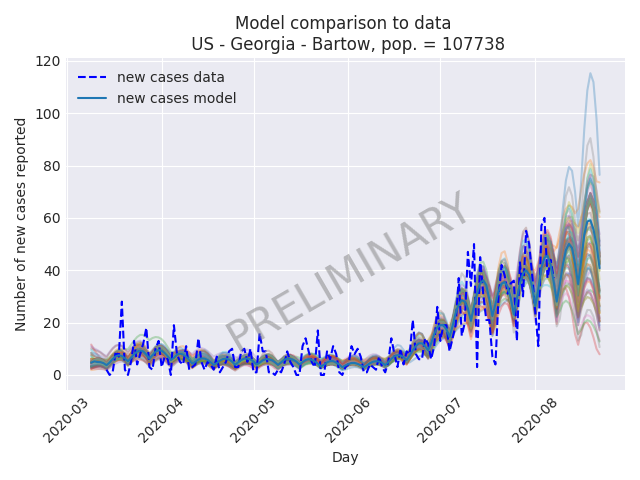 Model comparison to data
US - Georgia - Bartow, pop. = 107738
120
100
80
60
40
20
0
Number of new cases reported
new cases data
new cases model
PRELIMINARY
2020-03
2020-04
2020-05
2020-06
2020-07
2020-08
Day